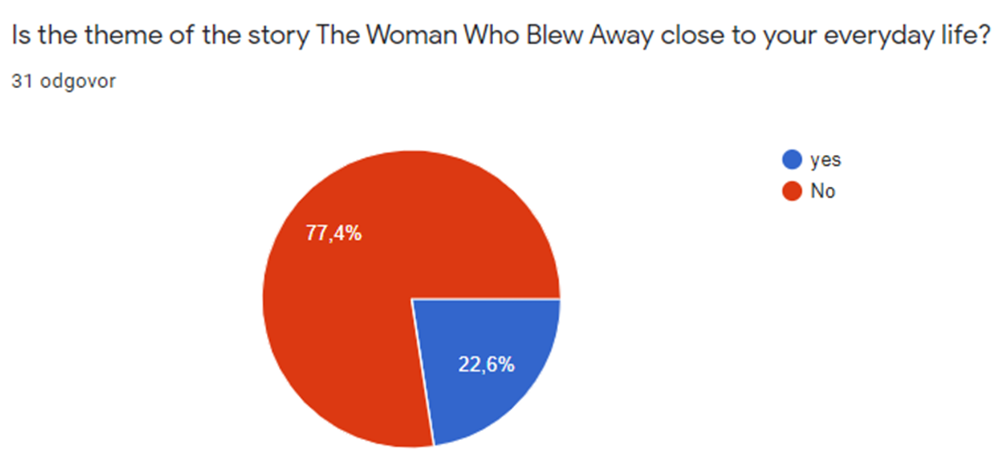 Is the theme of the story The Woman Who Blew Away close to your everyday life?
31 odgovor
yes
No
77,4%
22,6%